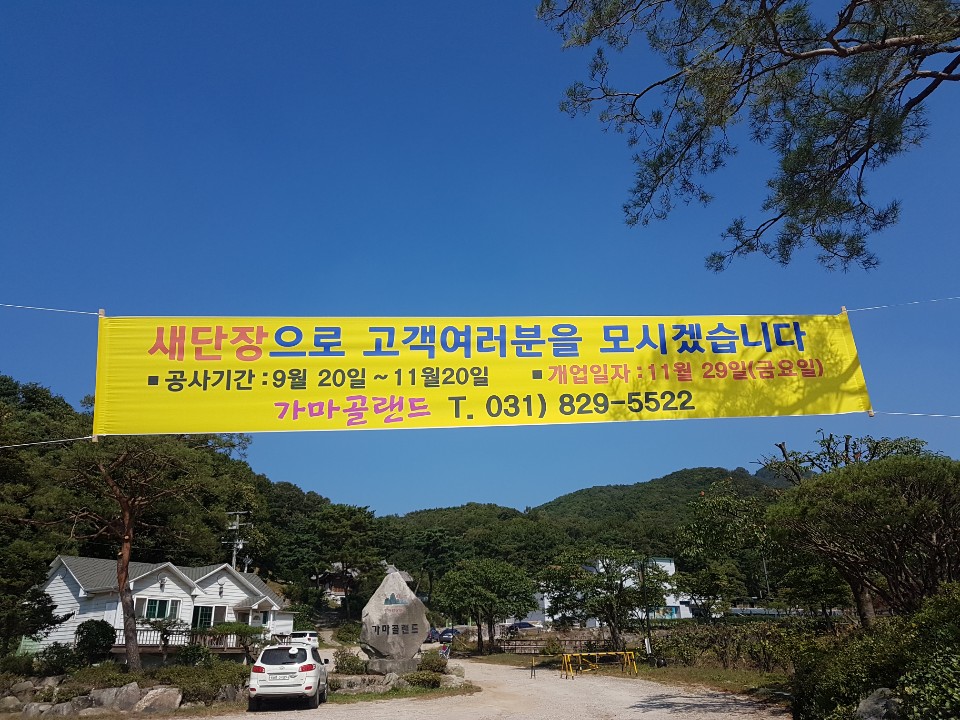 새단장으로 고객여러분을 모시겠습니다
■ 공사기간 : 9월 20일 ~ 11월20일 ■ 개업일자 : 11월 29일(금요일)
가마골랜드 T. 031) 829-5522
가마골랜드